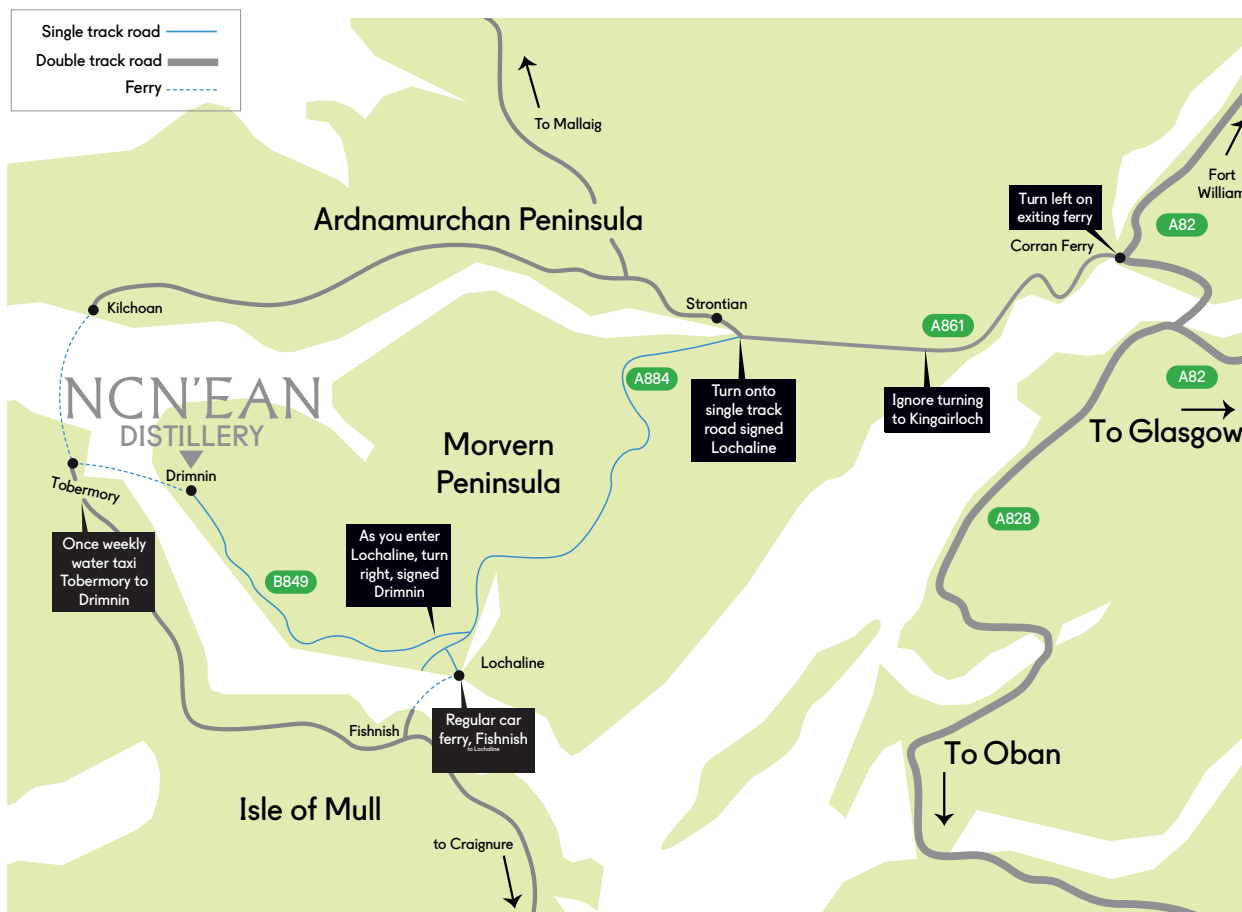 Single track road
Double track road
Ferry
To Mallaig
Fort
William
Turn left on
exiting ferry
A82
Ardnamurchan Peninsula
Corran Ferry
Kilchoan
Strontian
A861
A884
A82
NCN'EAN
DISTILLERY
Turn onto
single track
road signed
Lochaline
Ignore turning
to Kingairloch
To Glasgow
Morvern
Peninsula
Drimnin
Tobermory
A828
Once weekly
water taxi
Tobermory to
Drimnin
As you enter
Lochaline, turn
right, signed
Drimnin
B849
Lochaline
Fishnish
Regular car
ferry, Fishnish
to Lochaline
To Oban
Isle of Mull
to Craignure